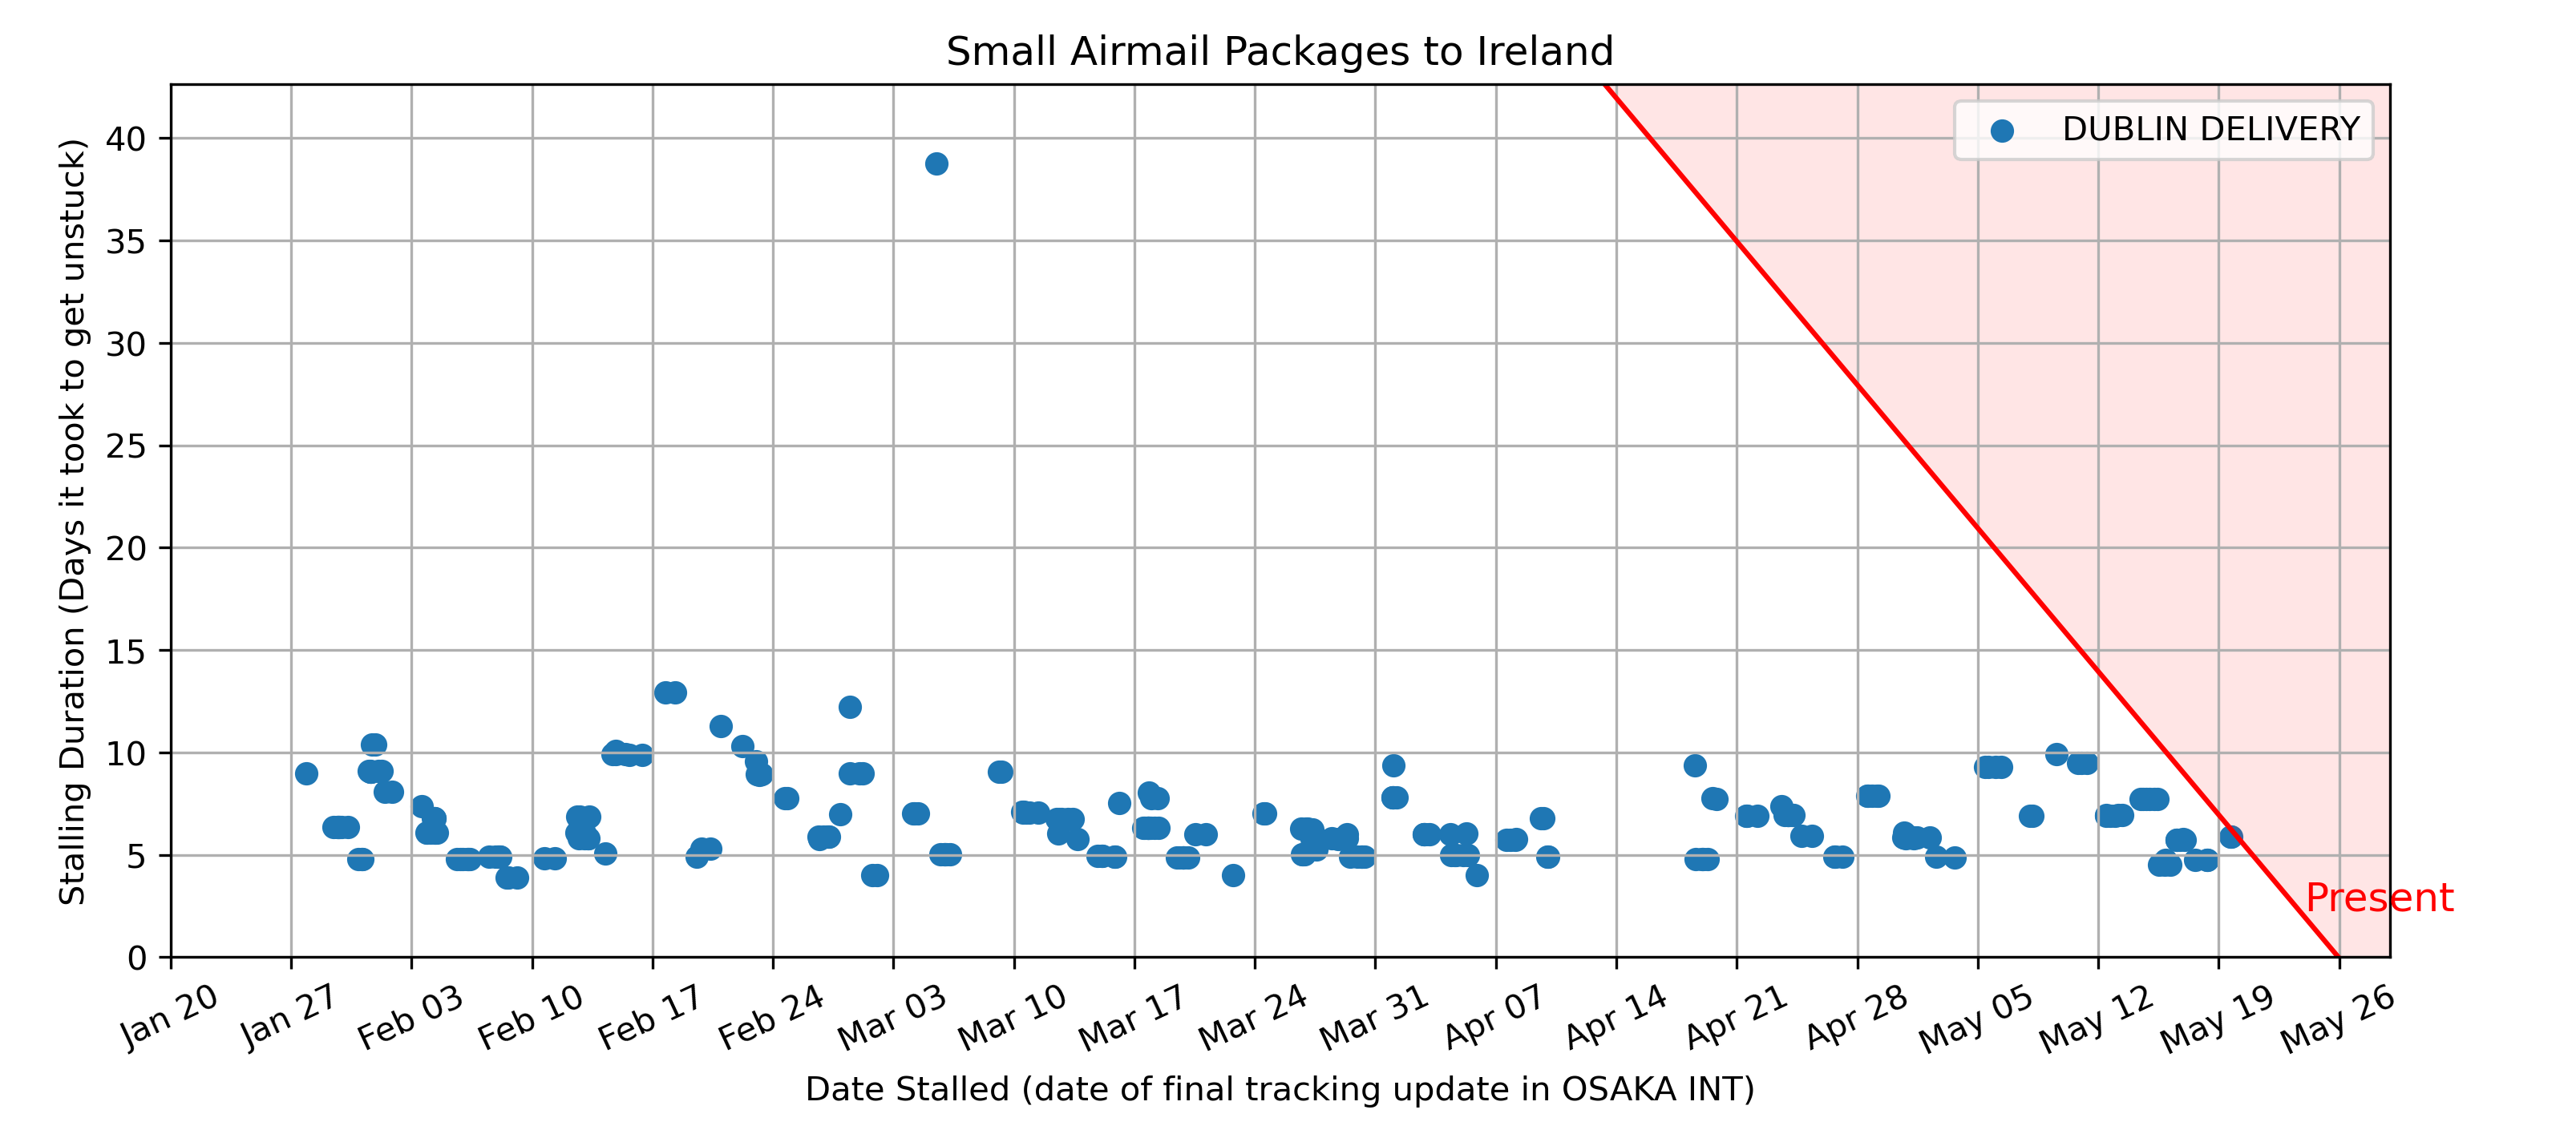 Small Airmail Packages to Ireland
DUBLIN DELIVERY
Stalling Duration (Days it took to get unstuck)
40
35
30
25
20
15
10
5
0
Present
Jan 20
Jan 27
Feb 03
Feb 10
Feb 17
Feb 24
Mar 03
Mar 10
Mar 17
Mar 24
Mar 31
Apr 07
Apr 14
Apr 21
Apr 28
May 05
May 12
May 19
May 26
Date Stalled (date of final tracking update in OSAKA INT)